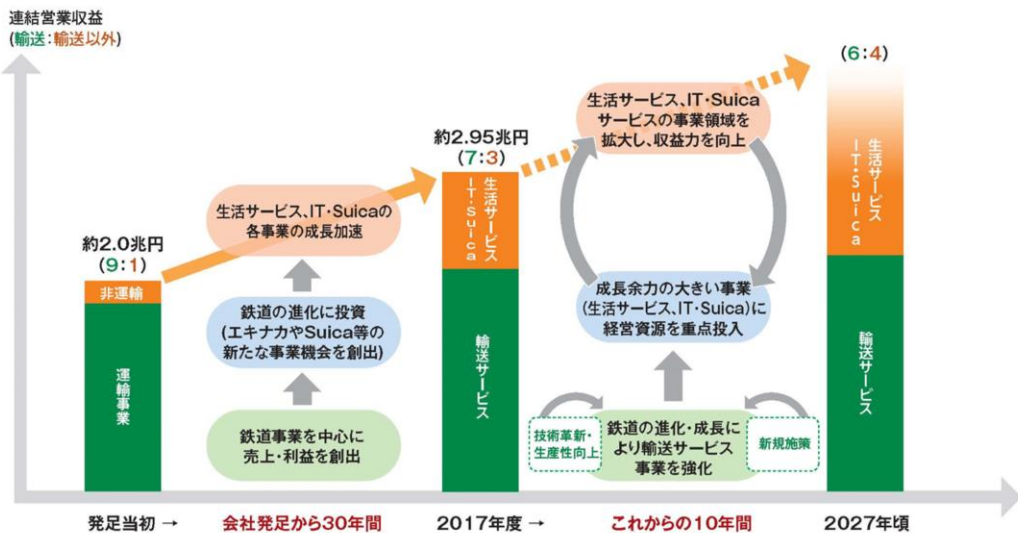 連結営業収益
(輸送:輸送以外)
約2.0兆円
(9:1)
非運輸
運輸事業
生活サービス、IT・Suicaの
各事業の成長加速
鉄道の進化に投資
(エキナカやSuica等の
新たな事業機会を創出)
鉄道事業を中心に
売上・利益を創出
約2.95兆円
(7:3)
生活サービス
IT・Suica
輸送サービス
生活サービス、IT・Suica
サービスの事業領域を
拡大し、収益力を向上
成長余力の大きい事業
(生活サービス、IT・Suica)に
経営資源を重点投入
技術革新・
生産性向上
鉄道の進化・成長に
より輸送サービス
事業を強化
新規施策
(6:4)
生活サービス
IT・Suica
輸送サービス
発足当初 →
会社発足から30年間
2017年度 →
これからの10年間
2027年頃